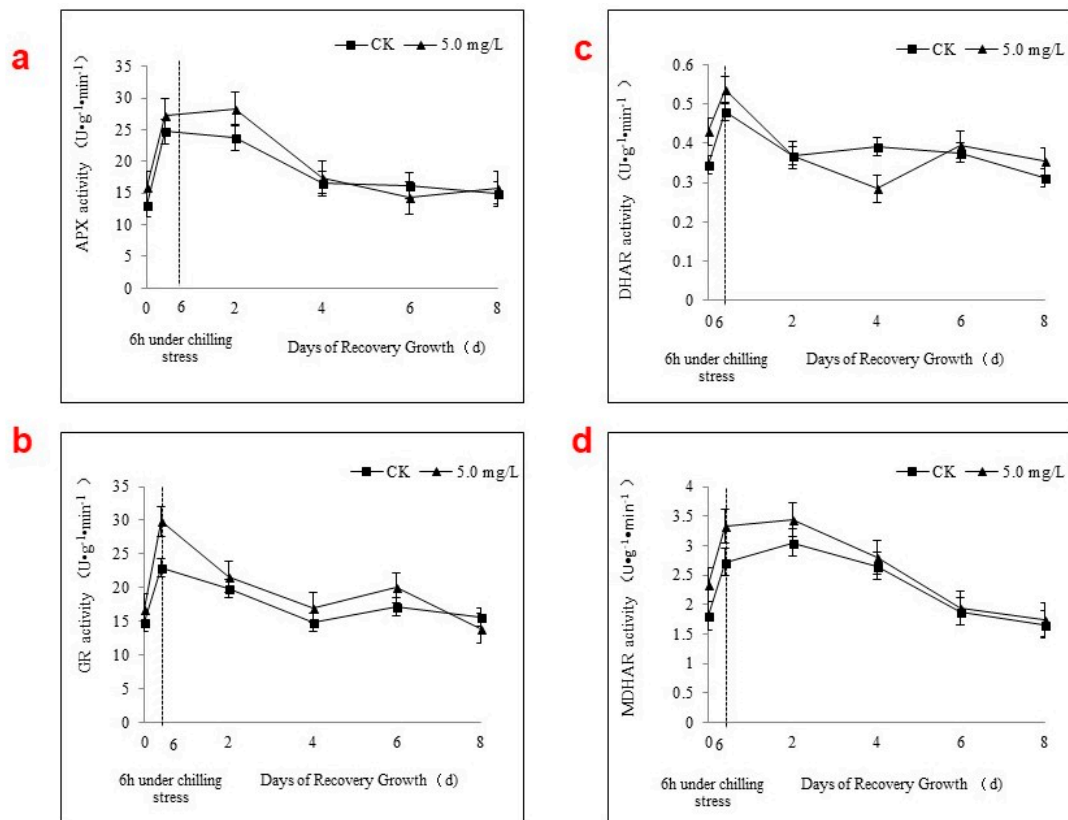 a
CK 5.0 mg/L
APX activity （U•g⁻¹•min⁻¹）
35
30
25
20
15
10
5
0
0 6 2 4 6 8
6h under chilling
stress
Days of Recovery Growth（d）
c
CK 5.0 mg/L
DHAR activity （U•g⁻¹•min⁻¹）
0.6
0.5
0.4
0.3
0.2
0.1
0
0 6 2 4 6 8
6h under chilling
stress
Days of Recovery Growth（d）
b
CK 5.0 mg/L
GR activity （U•g⁻¹•min⁻¹）
35
30
25
20
15
10
5
0
0 6 2 4 6 8
6h under chilling
stress
Days of Recovery Growth（d）
d
CK 5.0 mg/L
MDHAR activity （U•g⁻¹•min⁻¹）
4
3.5
3
2.5
2
1.5
1
0.5
0
0 6 2 4 6 8
6h under chilling
stress
Days of Recovery Growth（d）